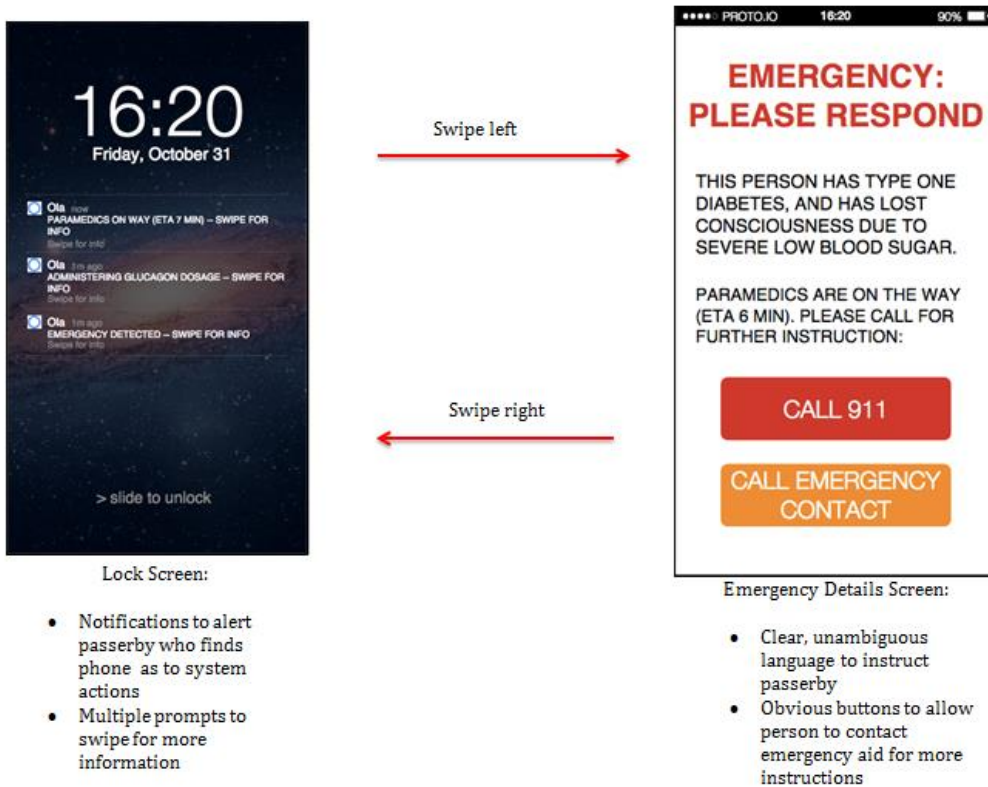 16:20
Friday, October 31
Ola now
PARAMEDICS ON WAY (ETA 7 MIN) – SWIPE FOR
INFO
Swipe for info
Ola 1m ago
ADMINISTERING GLUCAGON DOSAGE – SWIPE FOR
INFO
Swipe for info
Ola 1m ago
EMERGENCY DETECTED – SWIPE FOR INFO
Swipe for info
> slide to unlock
Lock Screen:
• Notifications to alert
passerby who finds
phone as to system
actions
• Multiple prompts to
swipe for more
information
Swipe left
Swipe right
PROTO.IO 16:20 90%
EMERGENCY:
PLEASE RESPOND
THIS PERSON HAS TYPE ONE
DIABETES, AND HAS LOST
CONSCIOUSNESS DUE TO
SEVERE LOW BLOOD SUGAR.
PARAMEDICS ARE ON THE WAY
(ETA 6 MIN). PLEASE CALL FOR
FURTHER INSTRUCTION:
CALL 911
CALL EMERGENCY
CONTACT
Emergency Details Screen:
• Clear, unambiguous
language to instruct
passerby
• Obvious buttons to allow
person to contact
emergency aid for more
instructions